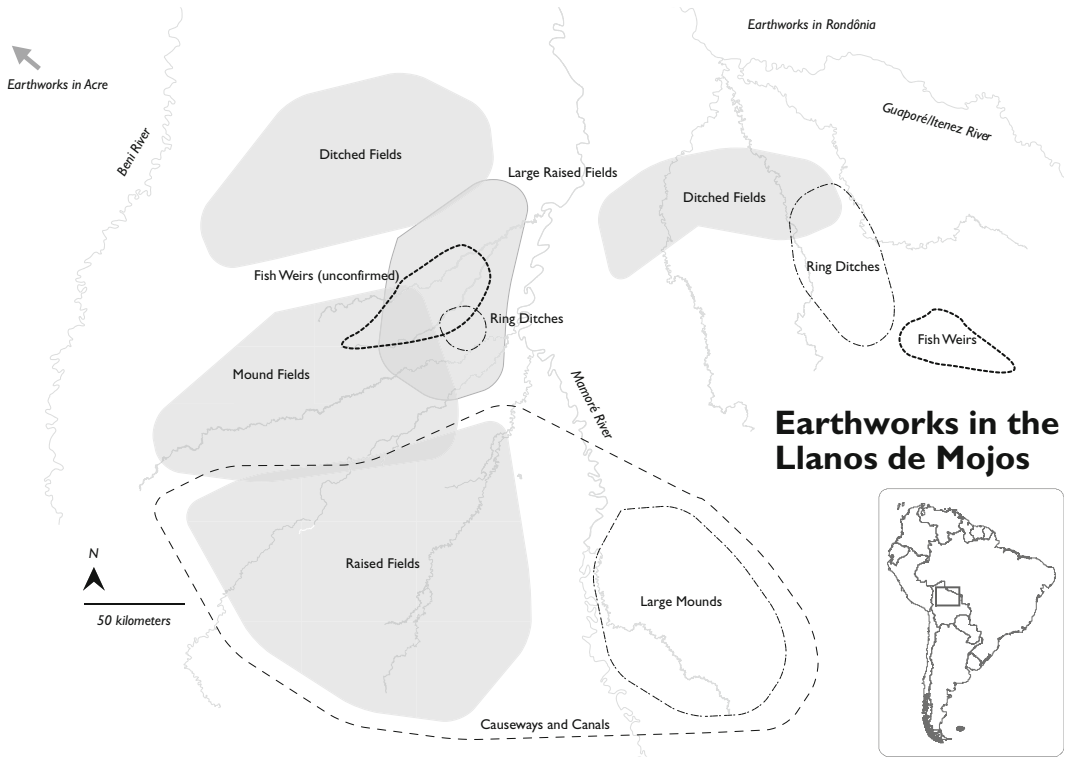 Earthworks in Rondônia
Earthworks in Acre
Beni River
Guaporé/Itenez River
Ditched Fields
Large Raised Fields
Ditched Fields
Fish Weirs (unconfirmed)
Ring Ditches
Ring Ditches
Fish Weirs
Mound Fields
Mamoré River
Earthworks in the
Llanos de Mojos
N
50 kilometers
Raised Fields
Large Mounds
Causeways and Canals